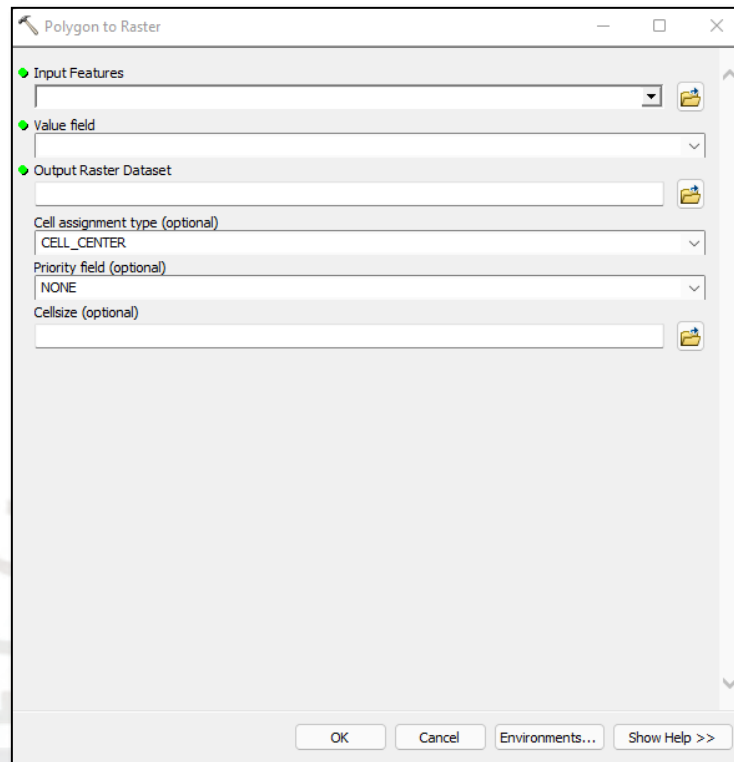 Polygon to Raster
Input Features
Value field
Output Raster Dataset
Cell assignment type (optional)
CELL_CENTER
Priority field (optional)
NONE
Cellsize (optional)
OK Cancel Environments... Show Help >>